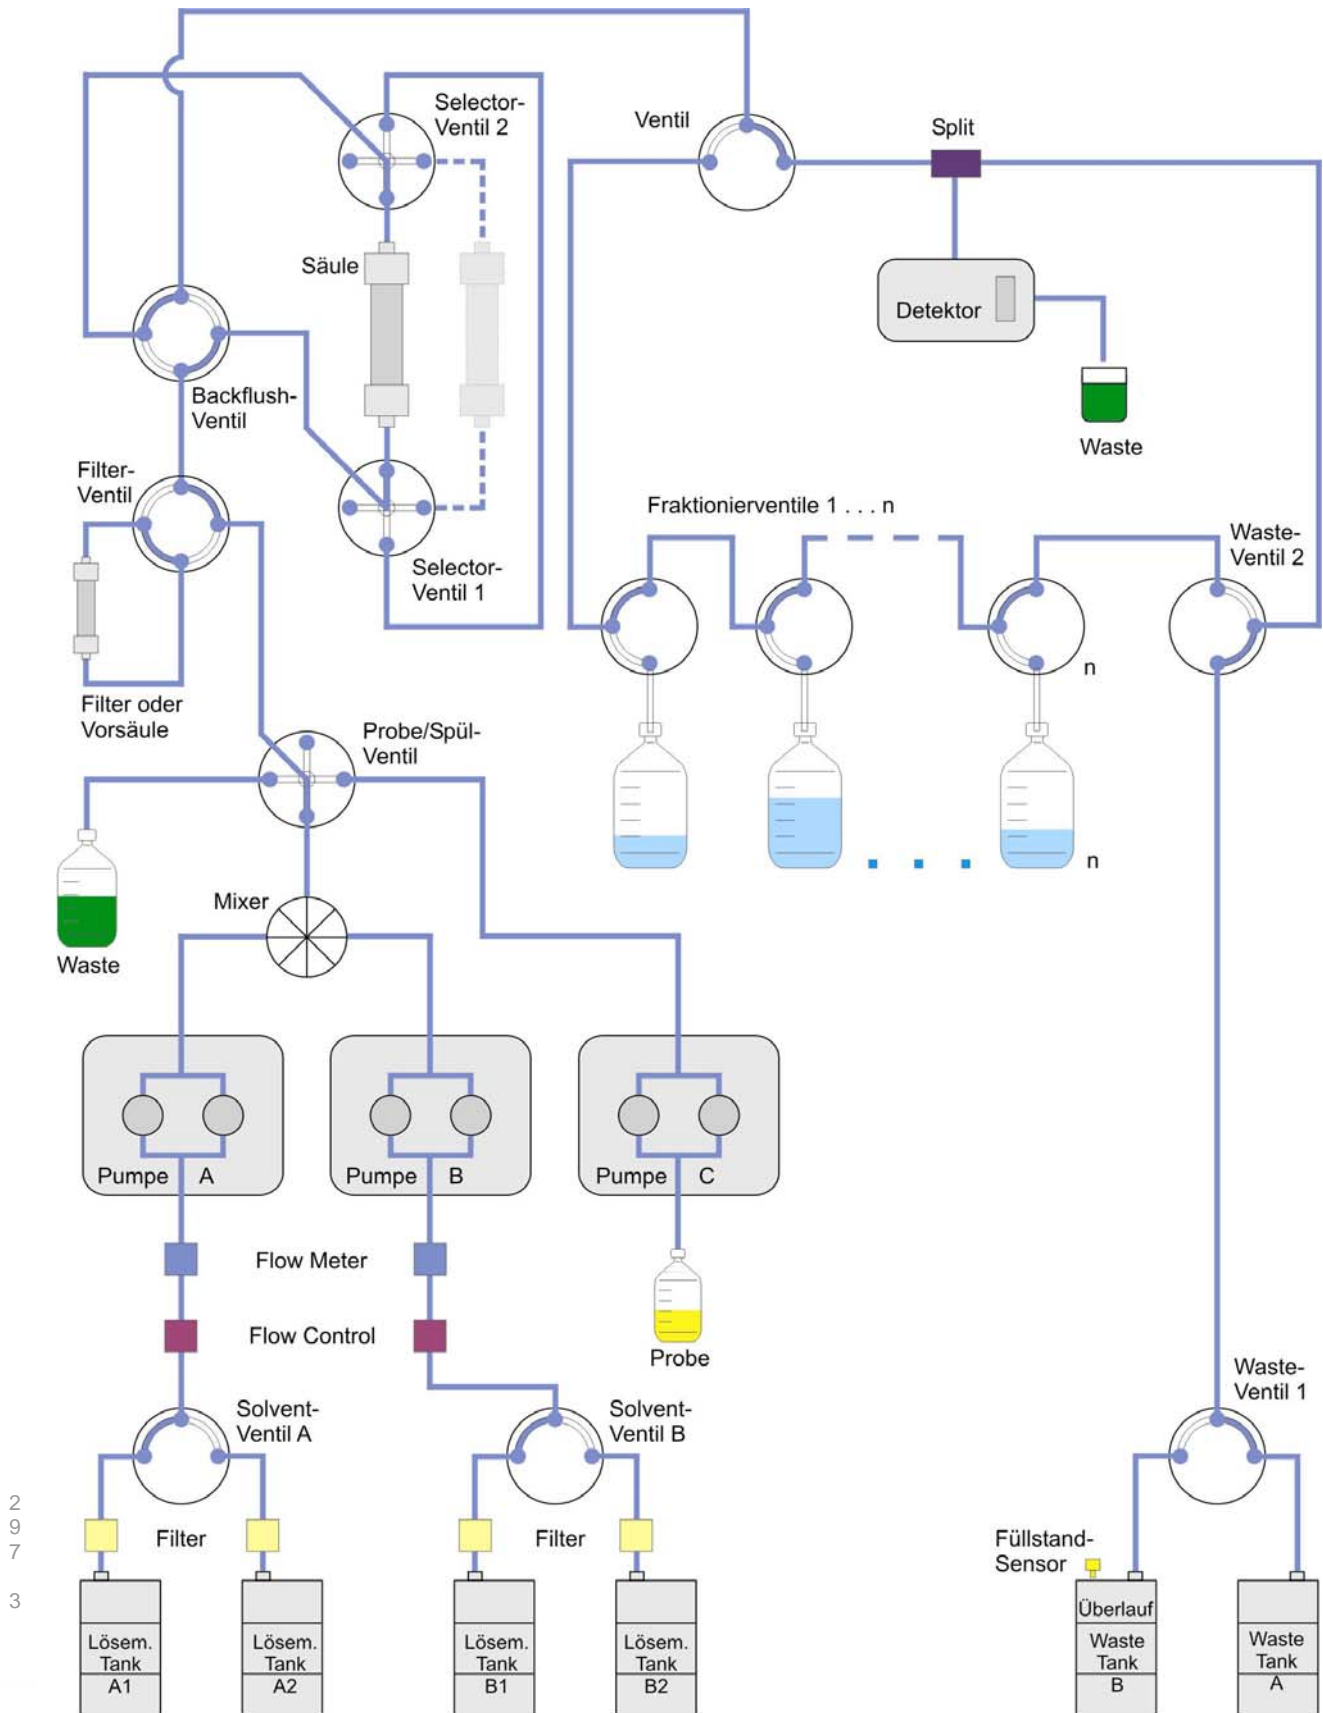 Selector-
Ventil 2
Ventil
Split
Säule
Detektor
Backflush-
Ventil
Waste
Filter-
Ventil
Fraktionierventile 1 . . . n
Waste-
Ventil 2
Selector-
Ventil 1
n
Filter oder
Vorsäule
Probe/Spül-
Ventil
n
Mixer
Waste
Pumpe A
Pumpe B
Pumpe C
Flow Meter
Flow Control
Probe
Waste-
Ventil 1
Solvent-
Ventil A
Solvent-
Ventil B
2
9
7
3
Filter
Filter
Füllstand-
Sensor
Lösem.
Tank
A1
Lösem.
Tank
A2
Lösem.
Tank
B1
Lösem.
Tank
B2
Überlauf
Waste
Tank
B
Waste
Tank
A